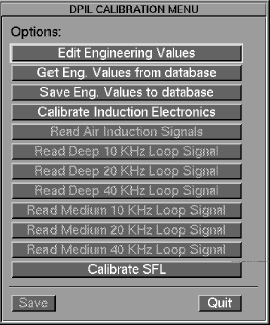 DPIL CALIBRATION MENU
Options:
Edit Engineering Values
Get Eng. Values from database
Save Eng. Values to database
Calibrate Induction Electronics
Read Air Induction Signals
Read Deep 10 KHz Loop Signal
Read Deep 20 KHz Loop Signal
Read Deep 40 KHz Loop Signal
Read Medium 10 KHz Loop Signal
Read Medium 20 KHz Loop Signal
Read Medium 40 KHz Loop Signal
Calibrate SFL
Save Quit